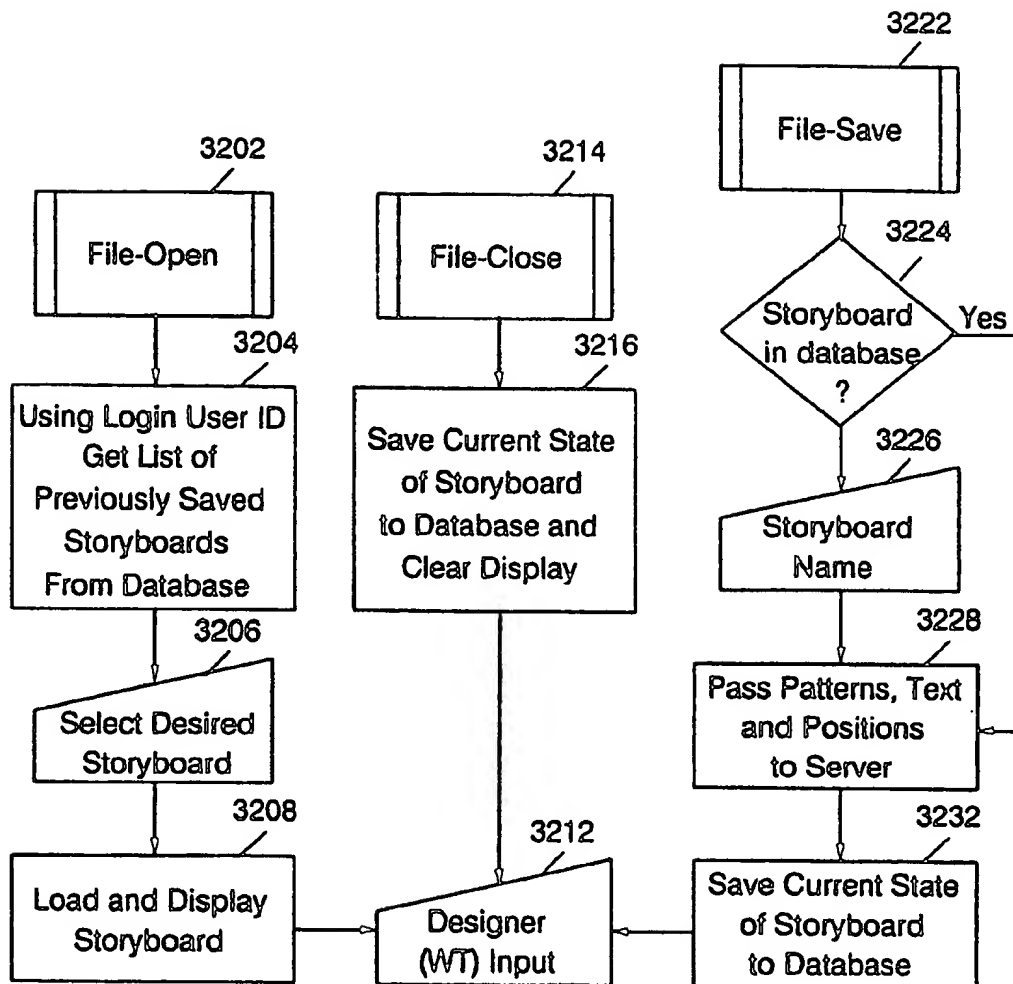 3202
File-Open
3204
Using Login User ID
Get List of
Previously Saved
Storyboards
From Database
3206
Select Desired
Storyboard
3208
Load and Display
Storyboard
3214
File-Close
3216
Save Current State
of Storyboard
to Database and
Clear Display
3212
Designer
(WT) Input
3222
File-Save
3224
Storyboard
in database
?
Yes
3226
Storyboard
Name
3228
Pass Patterns, Text
and Positions
to Server
3232
Save Current State
of Storyboard
to Database